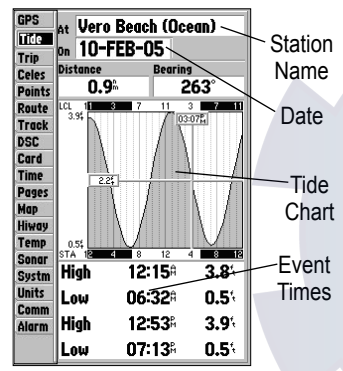 GPS
Tide
Trip
Celes
Points
Route
Track
DSC
Card
Time
Pages
Map
Hiway
Temp
Sonar
Systm
Units
Comm
Alarm
At Vero Beach (Ocean)
On 10-FEB-05
Distance Bearing
0.9 263°
LCL 11 3 7 11 3 7 11
3.9
03:07
2.2
0.5
STA 12 4 8 12 4 8 12
High 12:15 3.8
Low 06:32 0.5
High 12:53 3.9
Low 07:13 0.5
Station
Name
Date
Tide
Chart
Event
Times